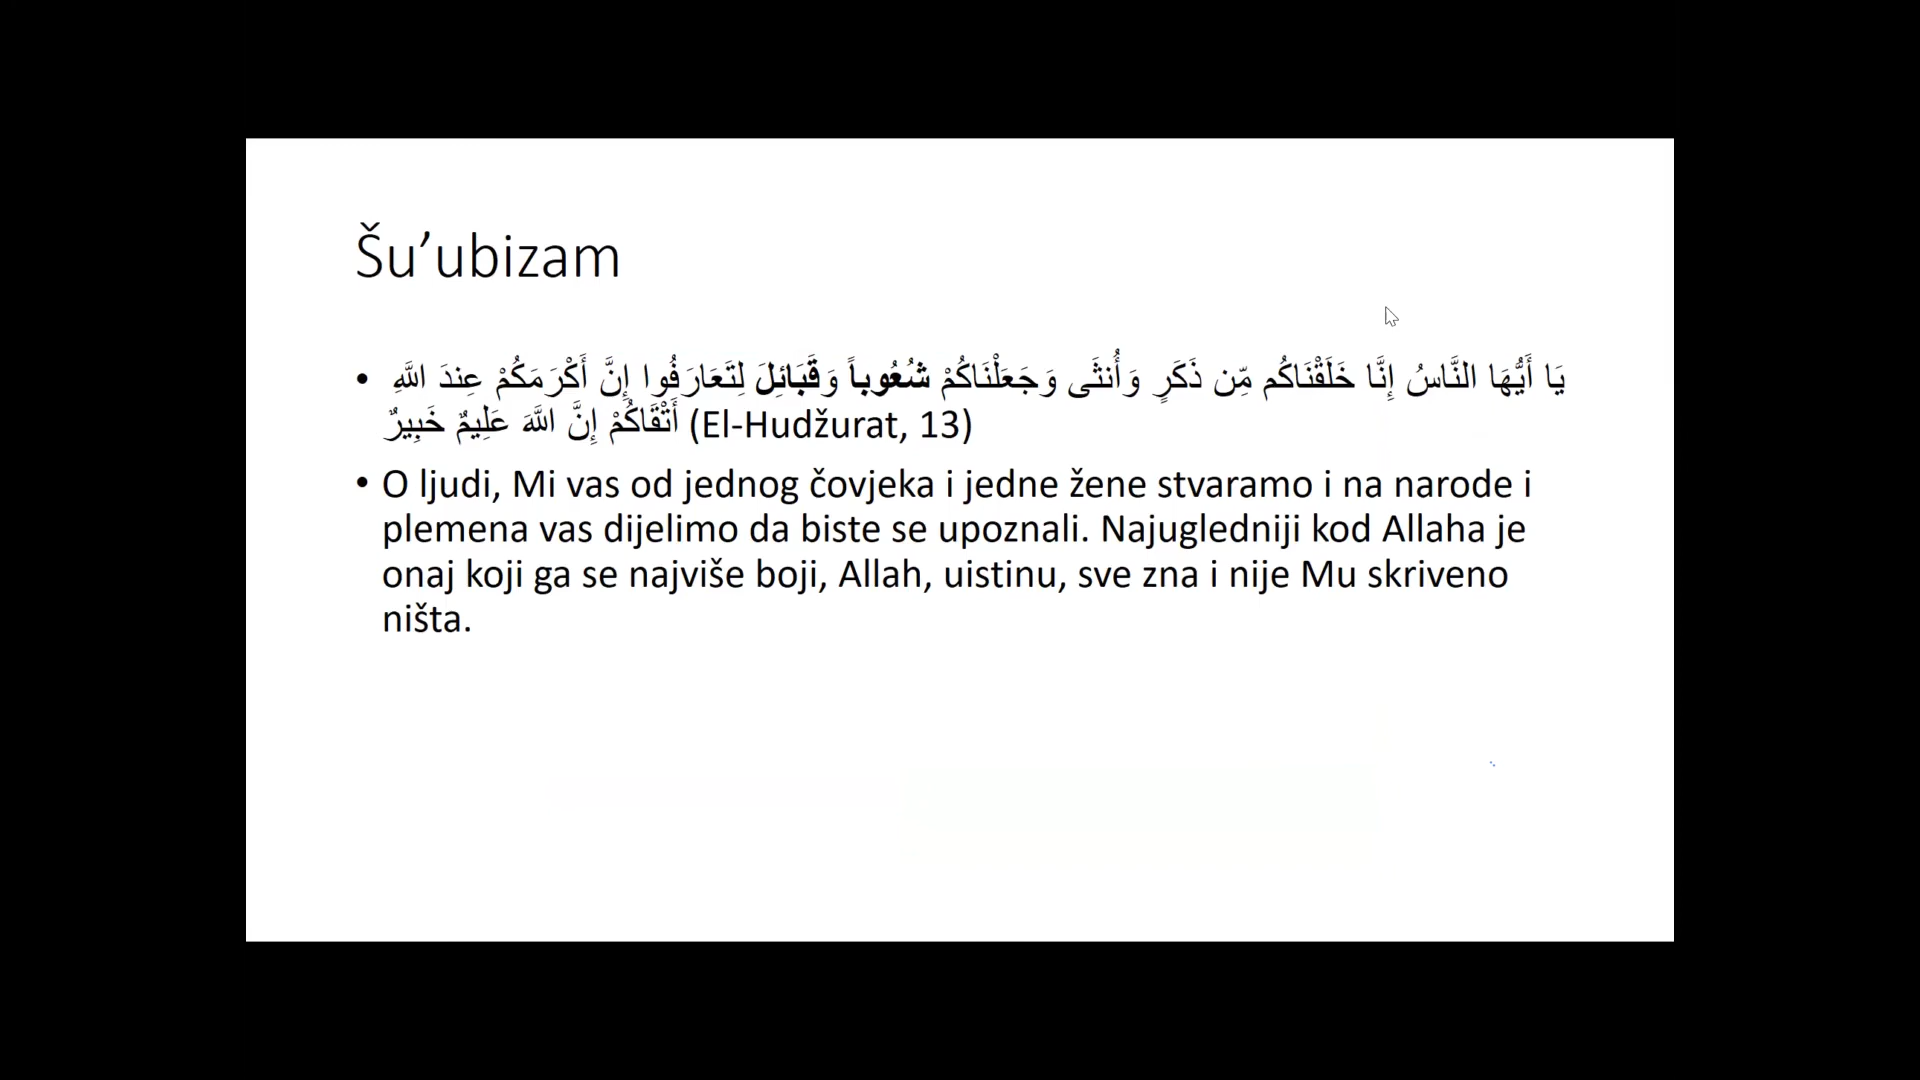 Šu’ubizam
• يَا أَيُّهَا النَّاسُ إِنَّا خَلَقْنَاكُم مِّن ذَكَرٍ وَأُنثَى وَجَعَلْنَاكُمْ شُعُوباً وَقَبَائِلَ لِتَعَارَفُوا إِنَّ أَكْرَمَكُمْ عِندَ اللَّهِ
أَتْقَاكُمْ إِنَّ اللَّهَ عَلِيمٌ خَبِيرٌ (El-Hudžurat, 13)
• O ljudi, Mi vas od jednog čovjeka i jedne žene stvaramo i na narode i
plemena vas dijelimo da biste se upoznali. Najugledniji kod Allaha je
onaj koji ga se najviše boji, Allah, uistinu, sve zna i nije Mu skriveno
ništa.